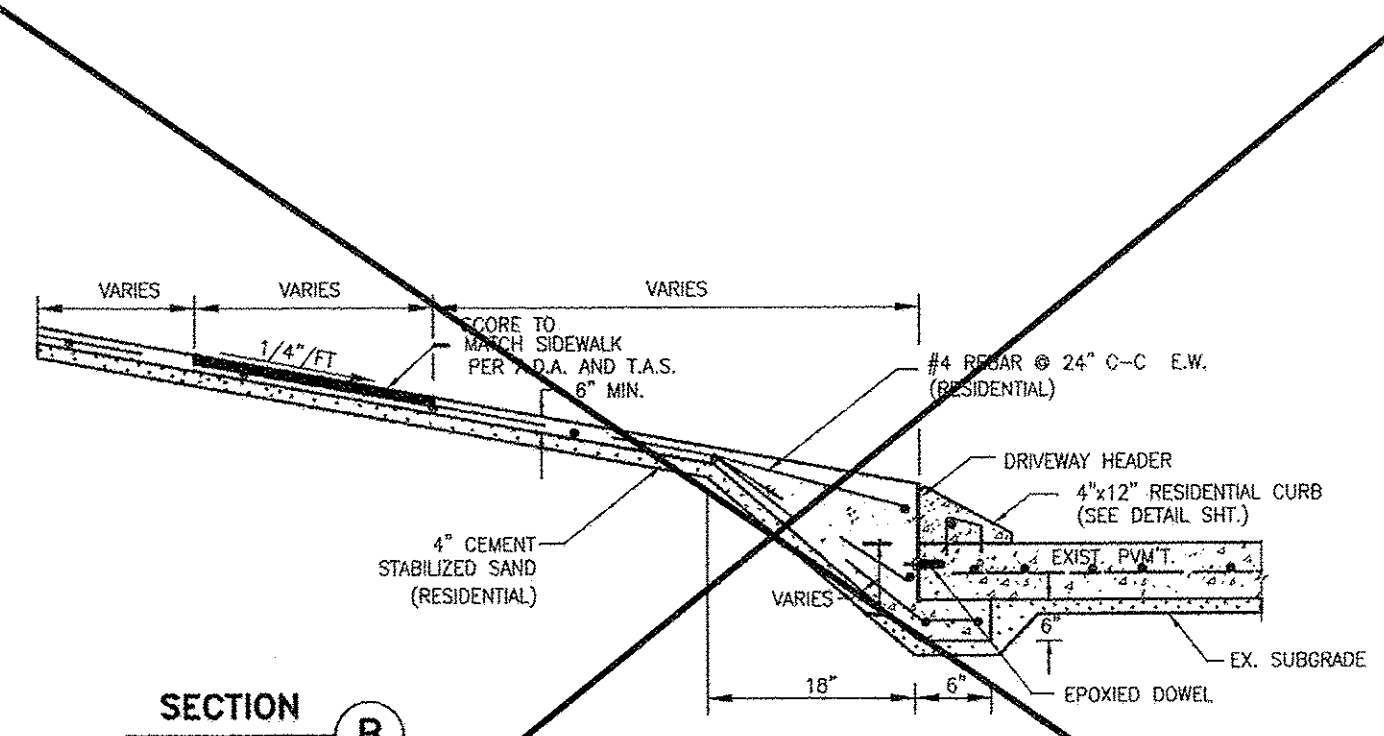 VARIES
VARIES
VARIES
1/4"/FT
SCORE TO
MATCH SIDEWALK
PER A.D.A. AND T.A.S.
6" MIN.
#4 REBAR @ 24" C-C E.W.
(RESIDENTIAL)
DRIVEWAY HEADER
4"x12" RESIDENTIAL CURB
(SEE DETAIL SHT.)
4" CEMENT
STABILIZED SAND
(RESIDENTIAL)
EXIST. PVM'T.
VARIES
6"
EX. SUBGRADE
18"
6"
EPOXIED DOWEL
SECTION
B